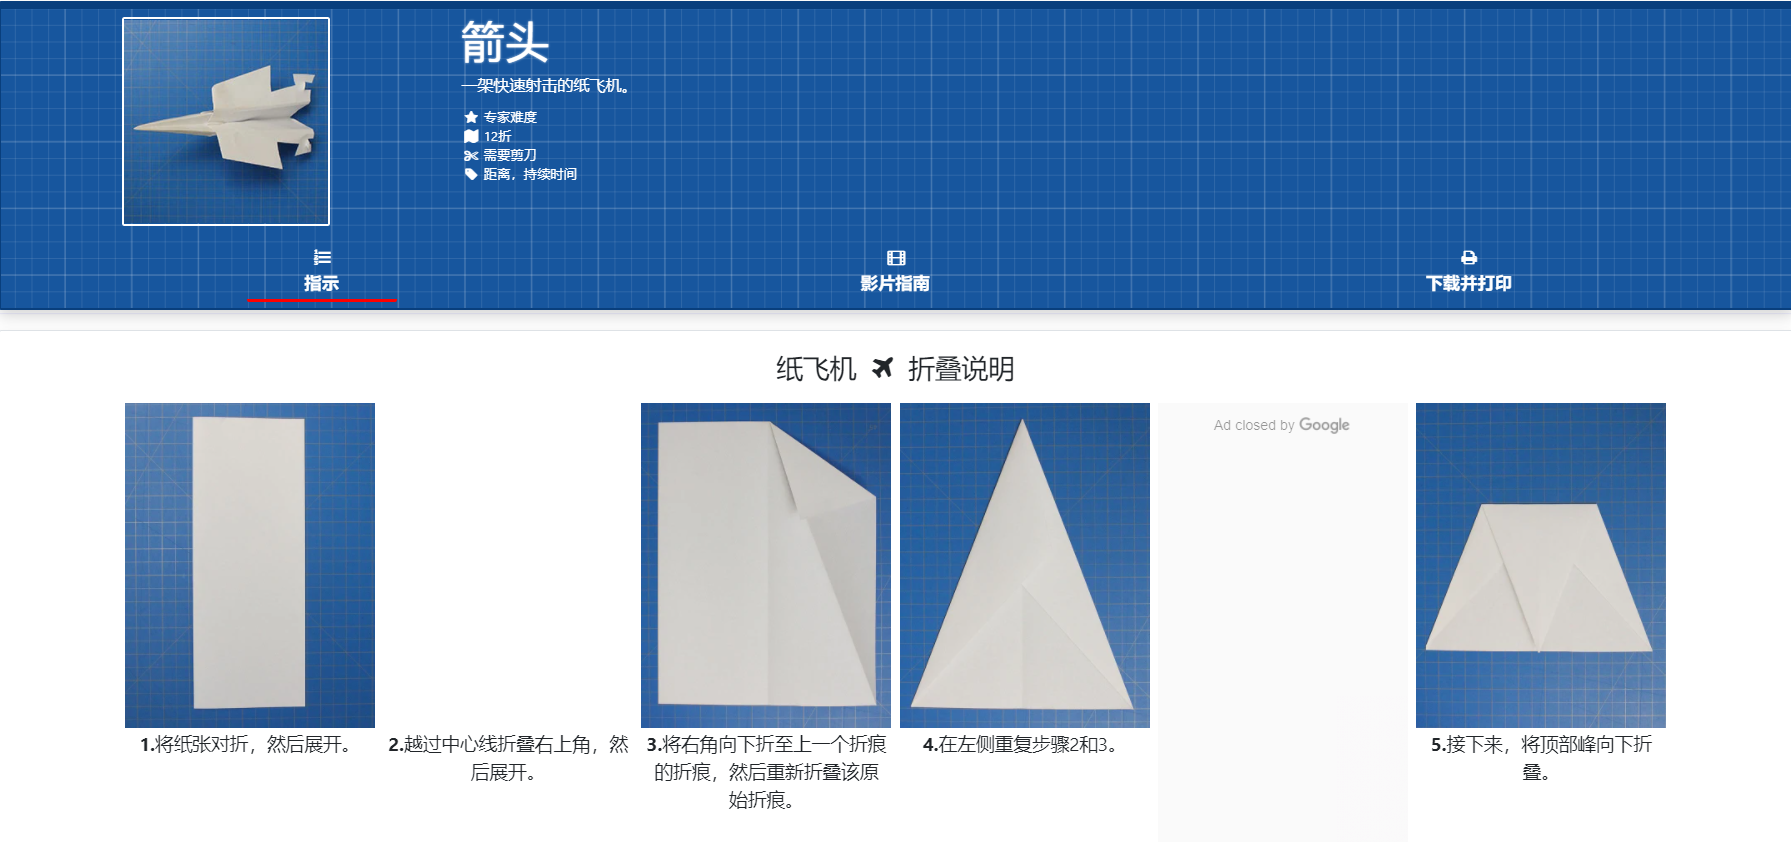 箭头
一架快速射击的纸飞机。
专家难度
12折
需要剪刀
距离，持续时间
指示
影片指南
下载并打印
纸飞机 折叠说明
1.将纸张对折，然后展开。
2.越过中心线折叠右上角，然
后展开。
3.将右角向下折至上一个折痕
的折痕，然后重新折叠该原
始折痕。
4.在左侧重复步骤2和3。
Ad closed by Google
5.接下来，将顶部峰向下折
叠。